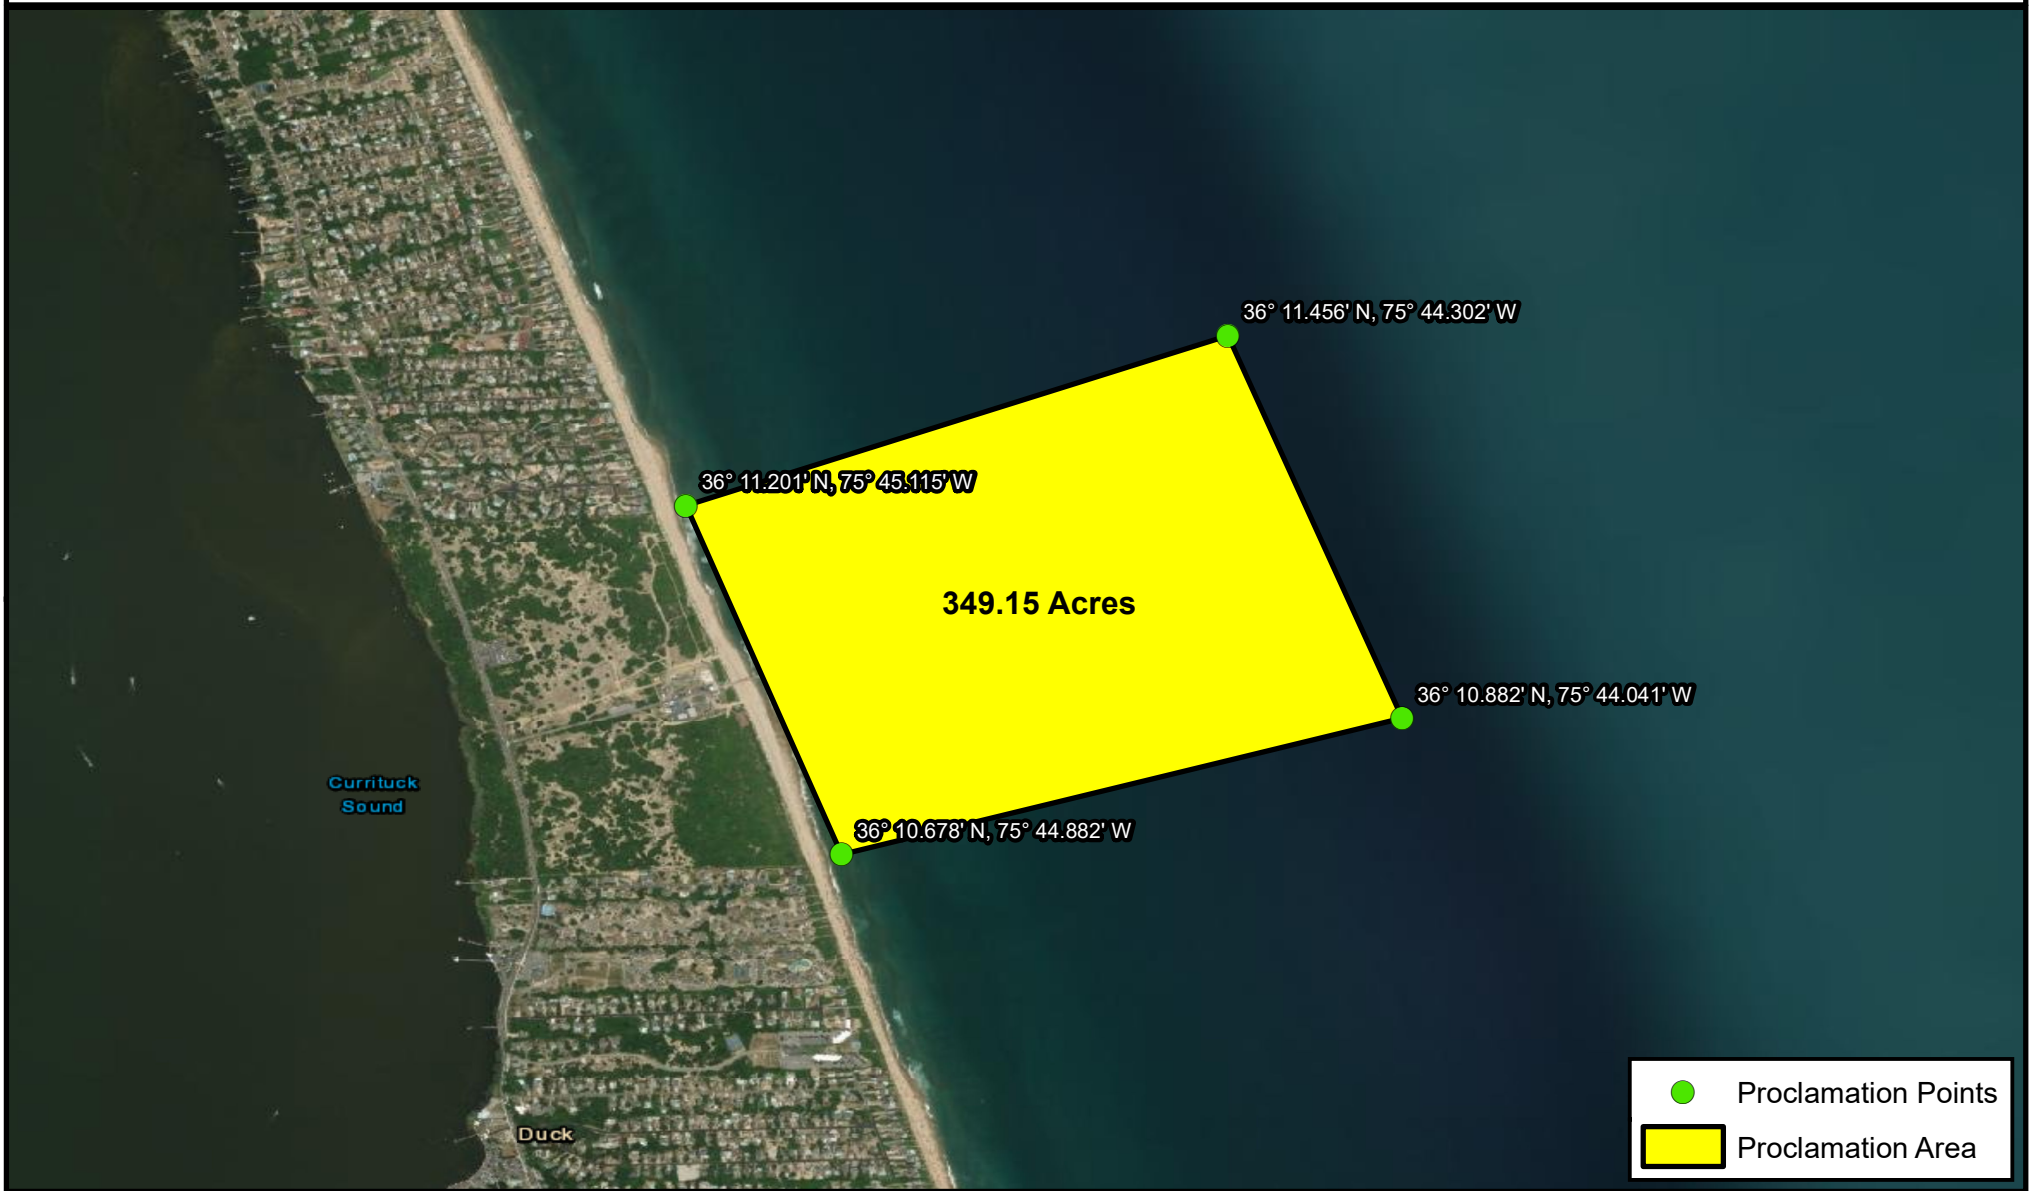 36° 11.456' N, 75° 44.302' W
36° 11.201' N, 75° 45.115' W
349.15 Acres
36° 10.882' N, 75° 44.041' W
Currituck
Sound
36° 10.678' N, 75° 44.882' W
Duck
Proclamation Points
Proclamation Area